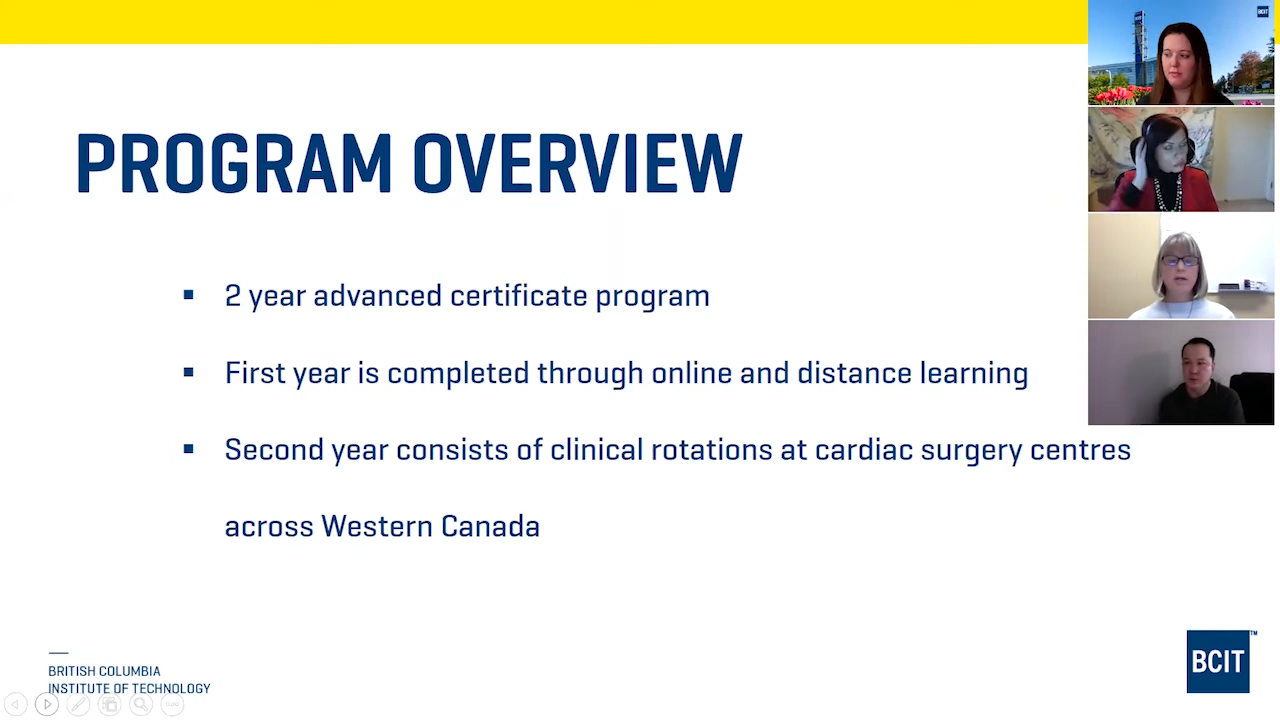 BCIT
PROGRAM OVERVIEW
2 year advanced certificate program
First year is completed through online and distance learning
Second year consists of clinical rotations at cardiac surgery centres
across Western Canada
BRITISH COLUMBIA
INSTITUTE OF TECHNOLOGY
BCIT™